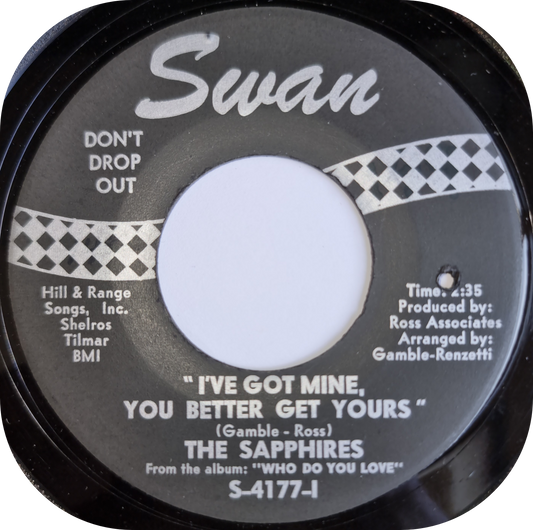 Swan
DON'T
DROP
OUT
Hill & Range
Songs, Inc.
Shelros
Tilmar
BMI
Time: 2:35
Produced by:
Ross Associates
Arranged by:
Gamble-Renzetti
"I'VE GOT MINE,
YOU BETTER GET YOURS"
(Gamble - Ross)
THE SAPPHIRES
From the album: "WHO DO YOU LOVE"
S-4177-I